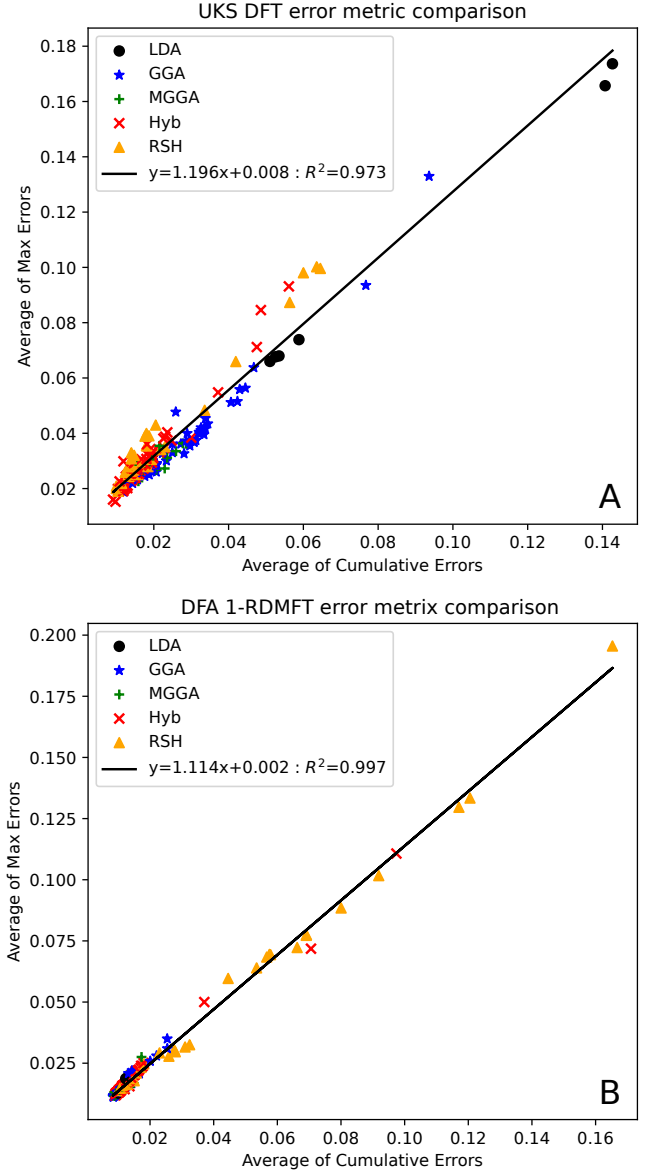 UKS DFT error metric comparison
LDA
GGA
MGGA
Hyb
RSH
y=1.196x+0.008 : R²=0.973
0.18
0.16
0.14
0.12
0.10
0.08
0.06
0.04
0.02
Average of Max Errors
A
0.02 0.04 0.06 0.08 0.10 0.12 0.14
Average of Cumulative Errors
DFA 1-RDMFT error metrix comparison
LDA
GGA
MGGA
Hyb
RSH
y=1.114x+0.002 : R²=0.997
0.200
0.175
0.150
0.125
0.100
0.075
0.050
0.025
Average of Max Errors
B
0.02 0.04 0.06 0.08 0.10 0.12 0.14 0.16
Average of Cumulative Errors